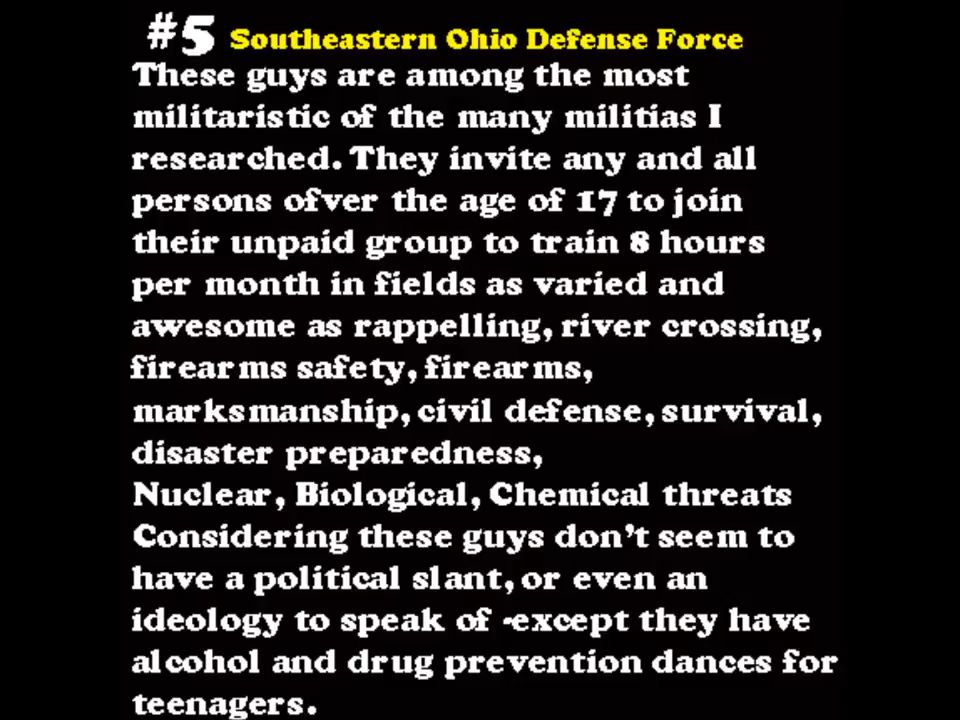 #5 Southeastern Ohio Defense Force
These guys are among the most
militaristic of the many militias I
researched. They invite any and all
persons ofver the age of 17 to join
their unpaid group to train 8 hours
per month in fields as varied and
awesome as rappelling, river crossing,
firearms safety, firearms,
marksmanship, civil defense, survival,
disaster preparedness,
Nuclear, Biological, Chemical threats
Considering these guys don't seem to
have a political slant, or even an
ideology to speak of -except they have
alcohol and drug prevention dances for
teenagers.